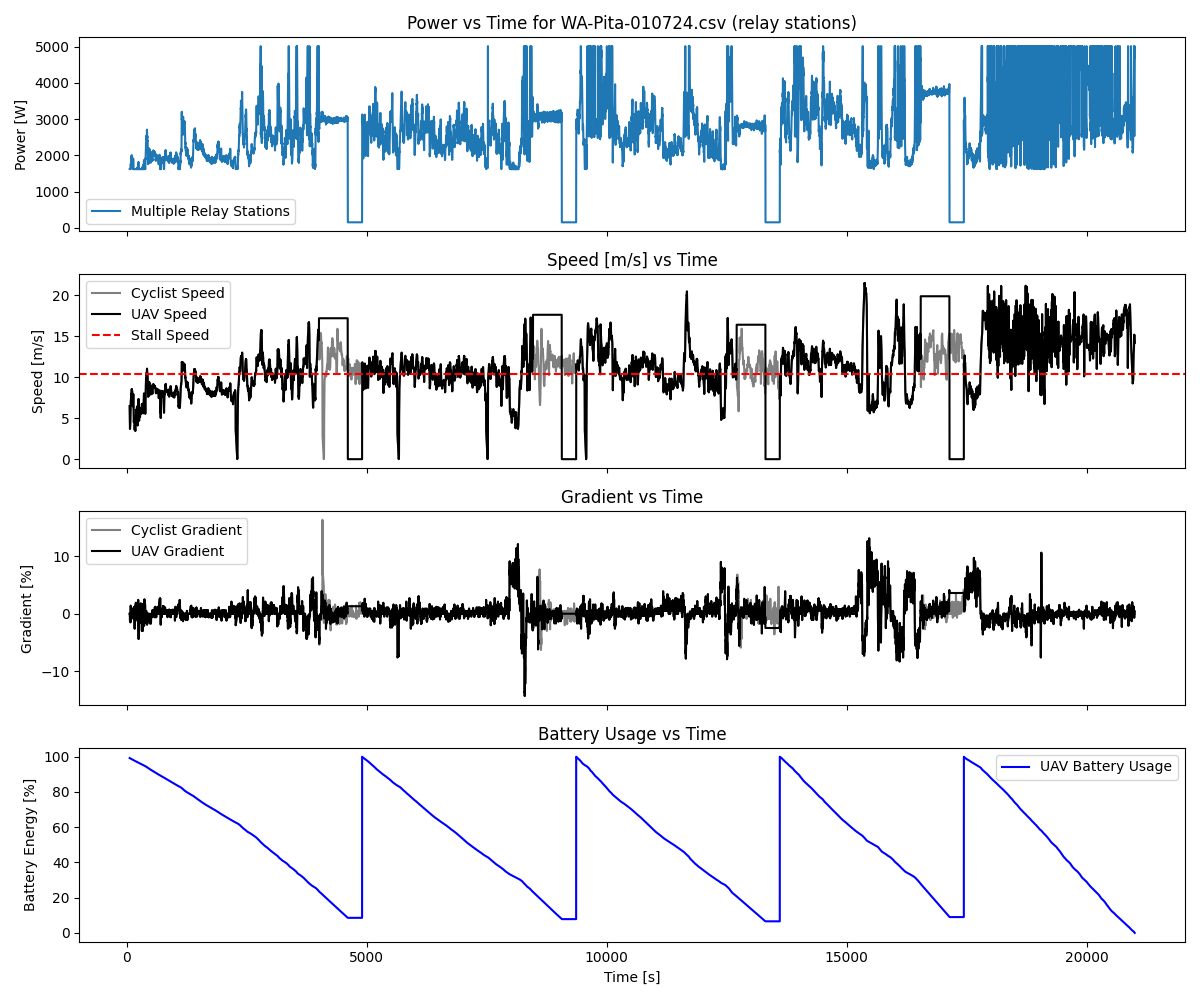 Power vs Time for WA-Pita-010724.csv (relay stations)
Power [W]
5000
4000
3000
2000
1000
0
Multiple Relay Stations
Speed [m/s] vs Time
Speed [m/s]
20
15
10
5
0
Cyclist Speed
UAV Speed
Stall Speed
Gradient vs Time
Gradient [%]
10
0
−10
Cyclist Gradient
UAV Gradient
Battery Usage vs Time
Battery Energy [%]
100
80
60
40
20
0
UAV Battery Usage
0 5000 10000 15000 20000
Time [s]